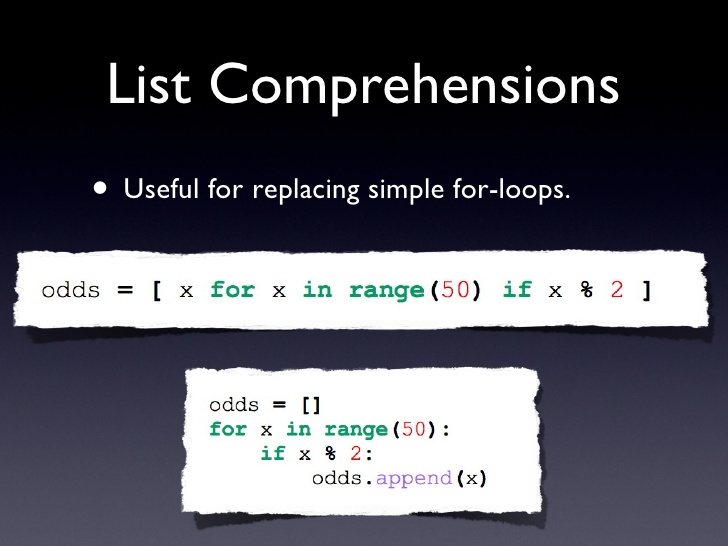 List Comprehensions
• Useful for replacing simple for-loops.
odds = [ x for x in range(50) if x % 2 ]
odds = []
for x in range(50):
    if x % 2:
        odds.append(x)